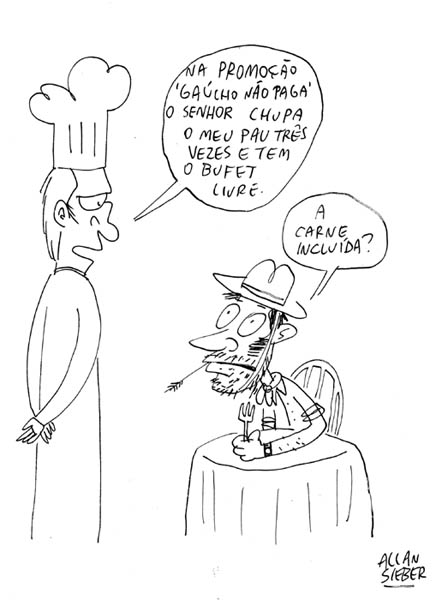 NA PROMOÇÃO
'GAÚCHO NÃO PAGA'
O SENHOR CHUPA
O MEU PAU TRÊS
VEZES E TEM
O BUFET
LIVRE.
A
CARNE
INCLUÍDA?
ALLAN
SIEBER